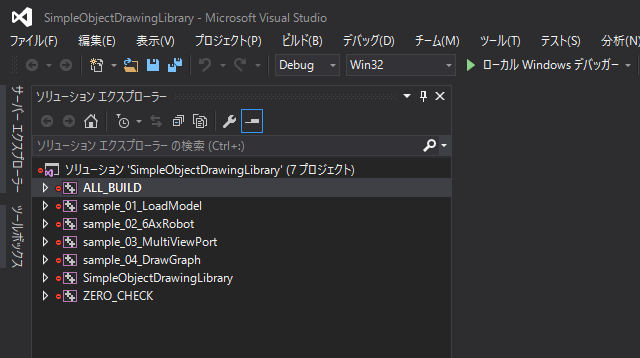 SimpleObjectDrawingLibrary - Microsoft Visual Studio
ファイル(F) 編集(E) 表示(V) プロジェクト(P) ビルド(B) デバッグ(D) チーム(M) ツール(T) テスト(S) 分析(N)
Debug Win32 ローカル Windows デバッガー
サーバー エクスプローラー
ツールボックス
ソリューション エクスプローラー
ソリューション エクスプローラー の検索 (Ctrl+:)
ソリューション 'SimpleObjectDrawingLibrary' (7 プロジェクト)
ALL_BUILD
sample_01_LoadModel
sample_02_6AxRobot
sample_03_MultiViewPort
sample_04_DrawGraph
SimpleObjectDrawingLibrary
ZERO_CHECK